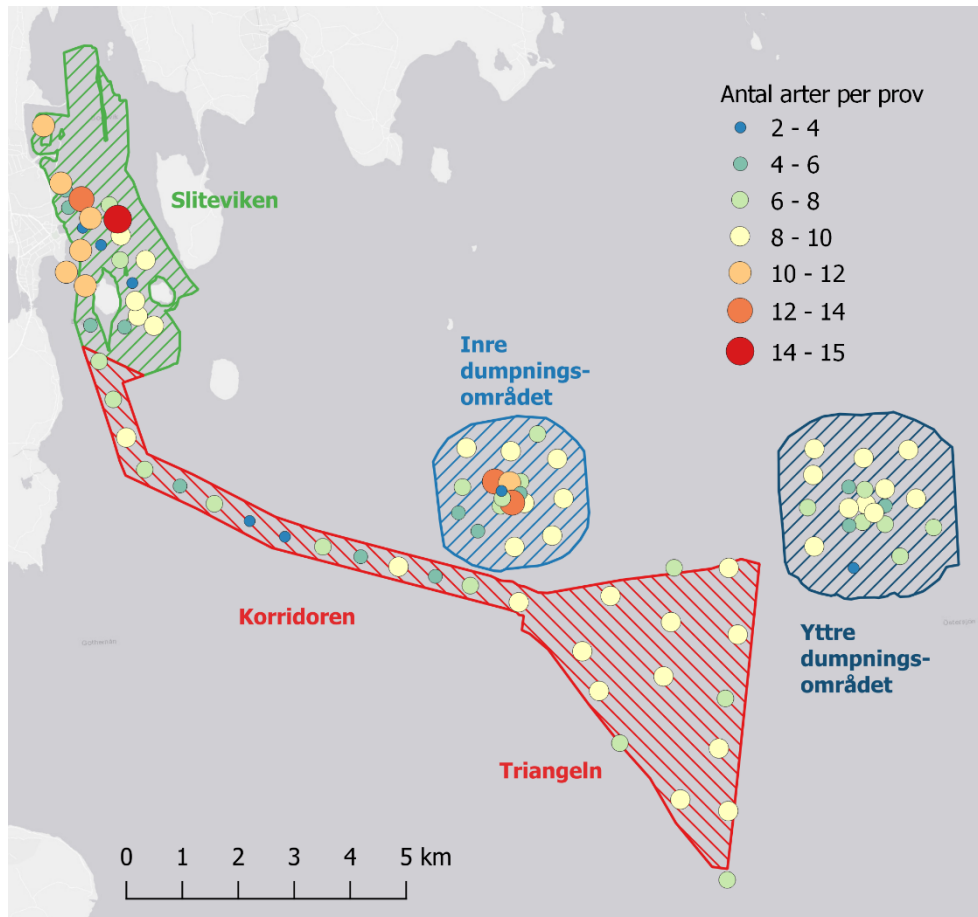 Antal arter per prov
2 - 4
4 - 6
6 - 8
8 - 10
10 - 12
12 - 14
14 - 15
Sliteviken
Inre
dumpnings-
området
Korridoren
Yttre
dumpnings-
området
Triangeln
0 1 2 3 4 5 km